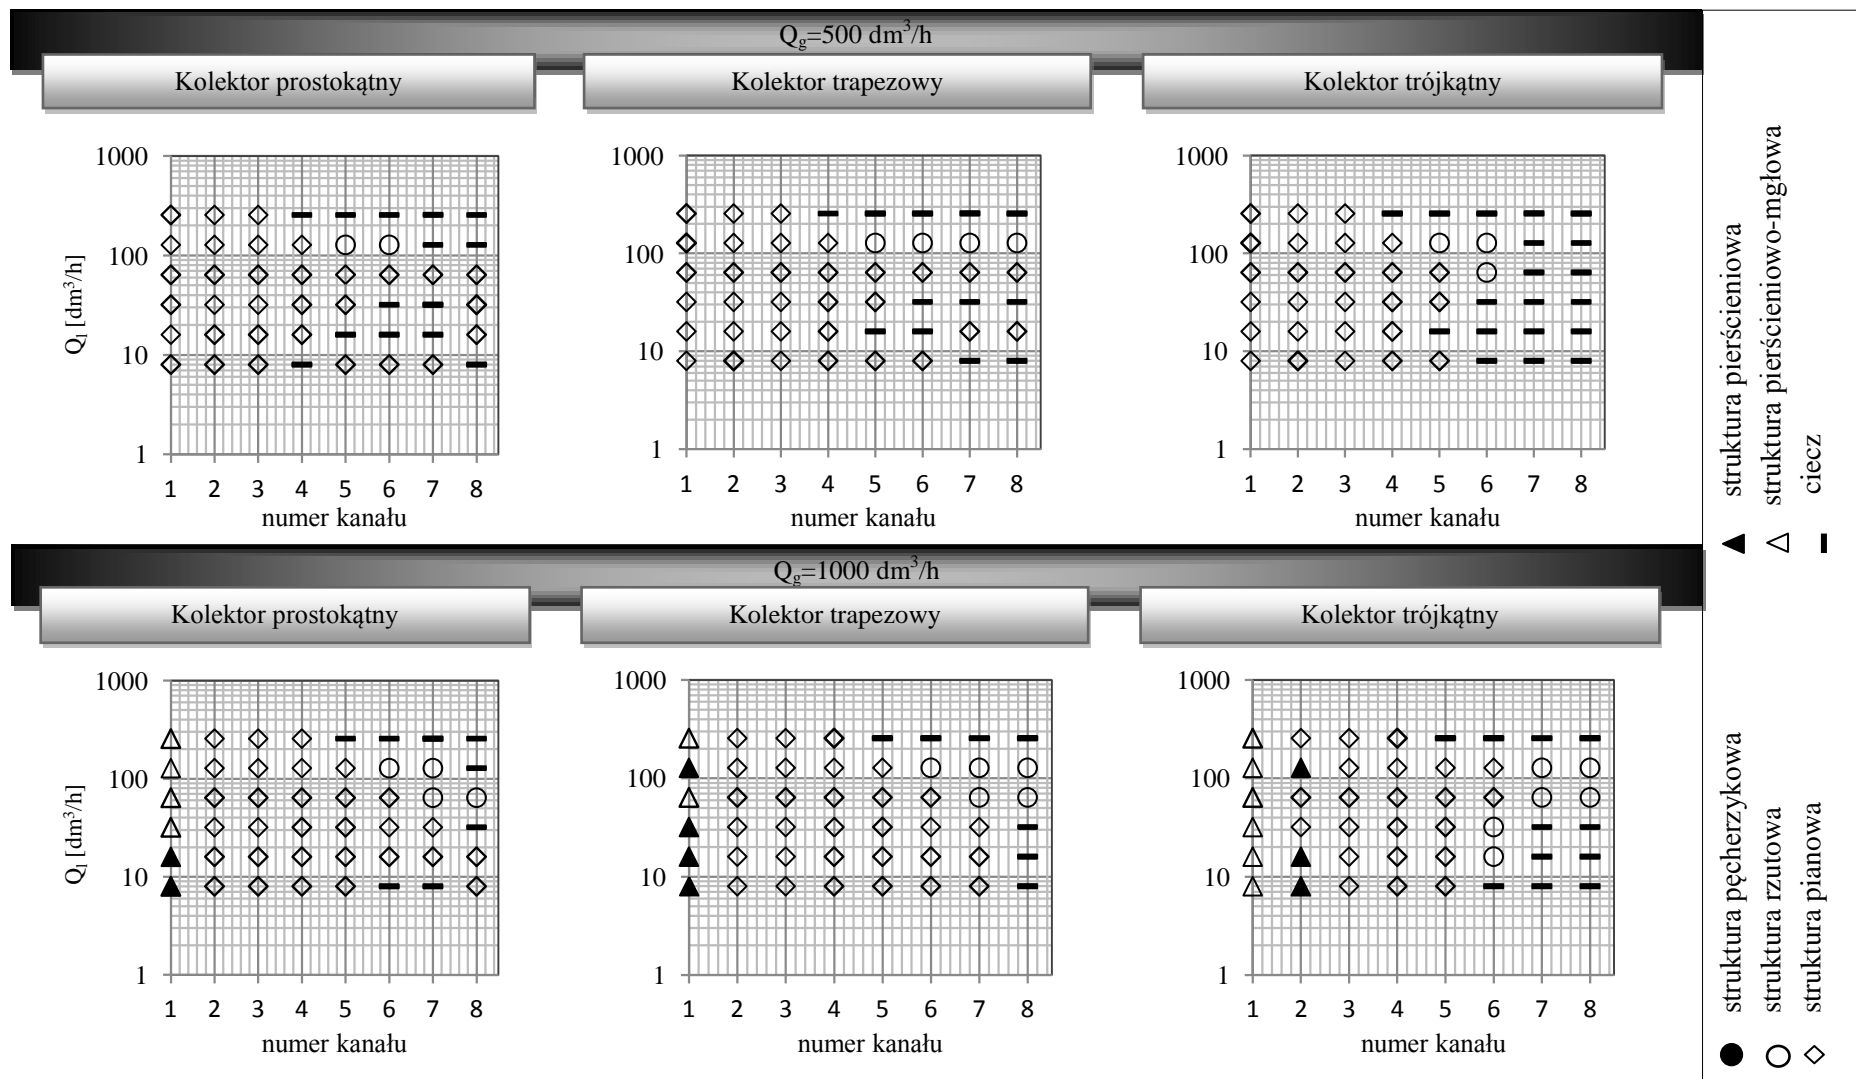 Q_g=500 dm³/h
Kolektor prostokątny
Kolektor trapezowy
Kolektor trójkątny
1000
100
10
1
Q_l [dm³/h]
1 2 3 4 5 6 7 8
numer kanału
1000
100
10
1
1 2 3 4 5 6 7 8
numer kanału
1000
100
10
1
1 2 3 4 5 6 7 8
numer kanału
Q_g=1000 dm³/h
Kolektor prostokątny
Kolektor trapezowy
Kolektor trójkątny
1000
100
10
1
Q_l [dm³/h]
1 2 3 4 5 6 7 8
numer kanału
1000
100
10
1
1 2 3 4 5 6 7 8
numer kanału
1000
100
10
1
1 2 3 4 5 6 7 8
numer kanału
struktura pęcherzykowa
struktura rzutowa
struktura pianowa
struktura pierścieniowa
struktura pierścieniowo-mgłowa
ciecz